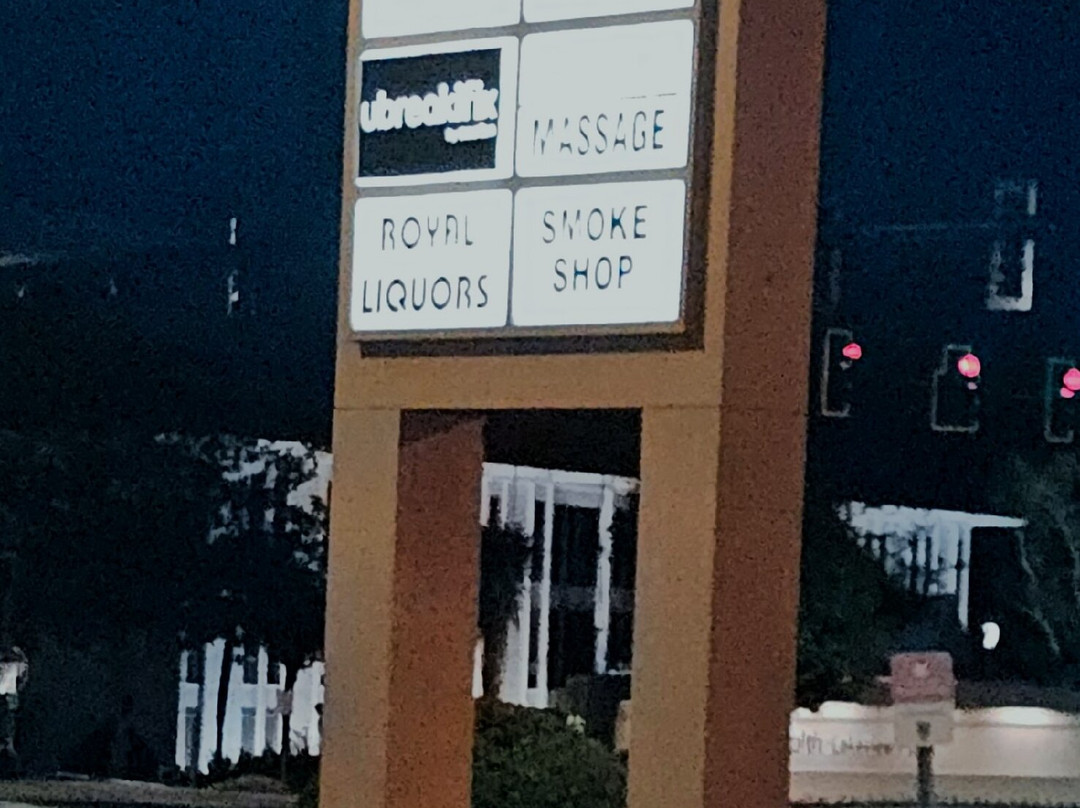 ubreakifix
MASSAGE
ROYAL
LIQUORS
SMOKE
SHOP